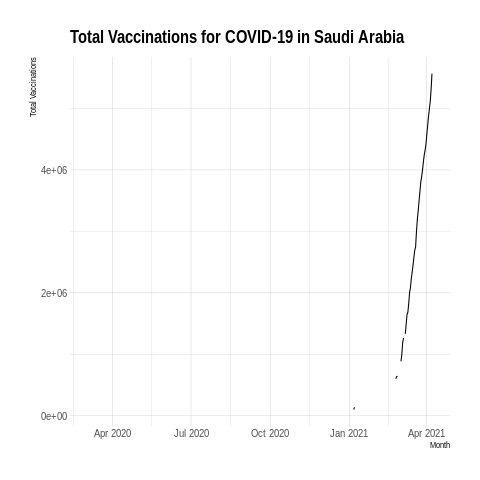 Total Vaccinations for COVID-19 in Saudi Arabia
Total Vaccinations
4e+06
2e+06
0e+00
Apr 2020 Jul 2020 Oct 2020 Jan 2021 Apr 2021
Month